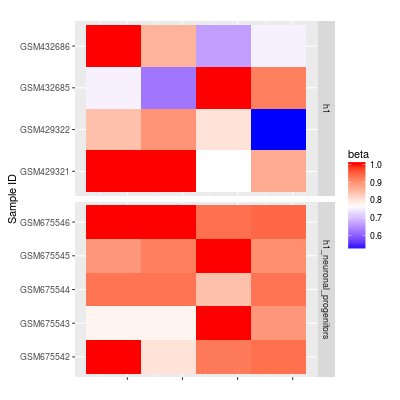 GSM432686
GSM432685
GSM429322
GSM429321
h1
GSM675546
GSM675545
GSM675544
GSM675543
GSM675542
h1_neuronal_progenitors
Sample ID
beta
1.0
0.9
0.8
0.7
0.6